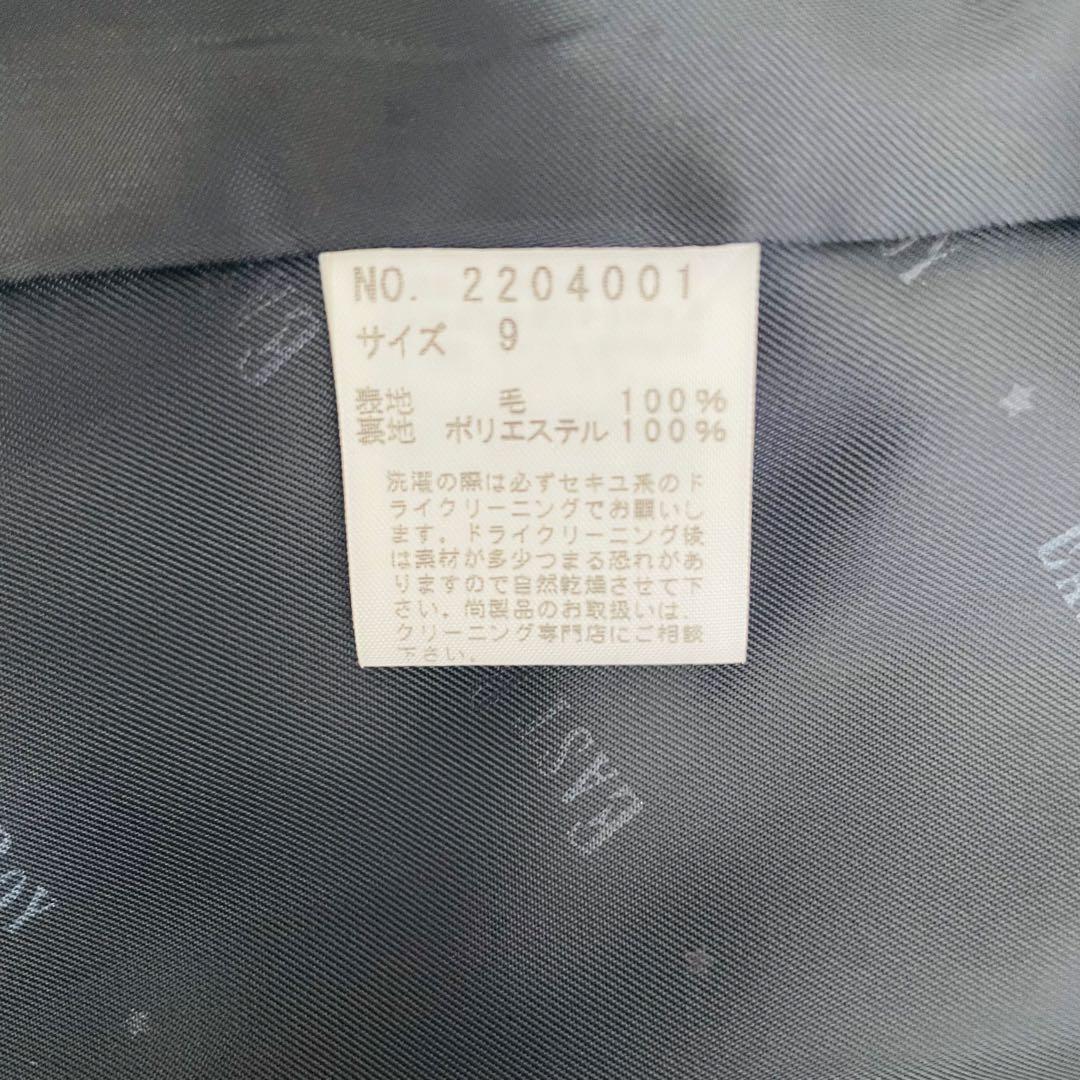 NO. 2204001
サイズ 9
表地 毛 100%
裏地 ポリエステル 100%
洗濯の際は必ずセキユ系のド
ライクリーニングでお願いし
ます。ドライクリーニング後
は素材が多少つまる恐れがあ
りますので自然乾燥させて下
さい。尚製品のお取扱いは、
クリーニング専門店にご相談
下さい。